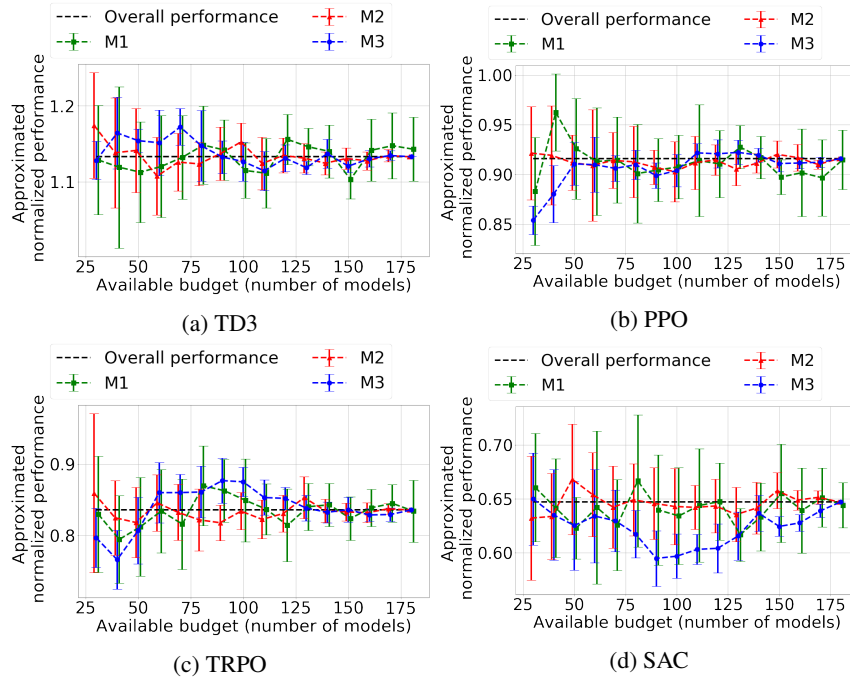 Overall performance M2
M1 M3
Approximated
normalized performance
1.2
1.1
25 50 75 100 125 150 175
Available budget (number of models)
(a) TD3
Overall performance M2
M1 M3
Approximated
normalized performance
1.00
0.95
0.90
0.85
25 50 75 100 125 150 175
Available budget (number of models)
(b) PPO
Overall performance M2
M1 M3
Approximated
normalized performance
0.9
0.8
25 50 75 100 125 150 175
Available budget (number of models)
(c) TRPO
Overall performance M2
M1 M3
Approximated
normalized performance
0.70
0.65
0.60
25 50 75 100 125 150 175
Available budget (number of models)
(d) SAC